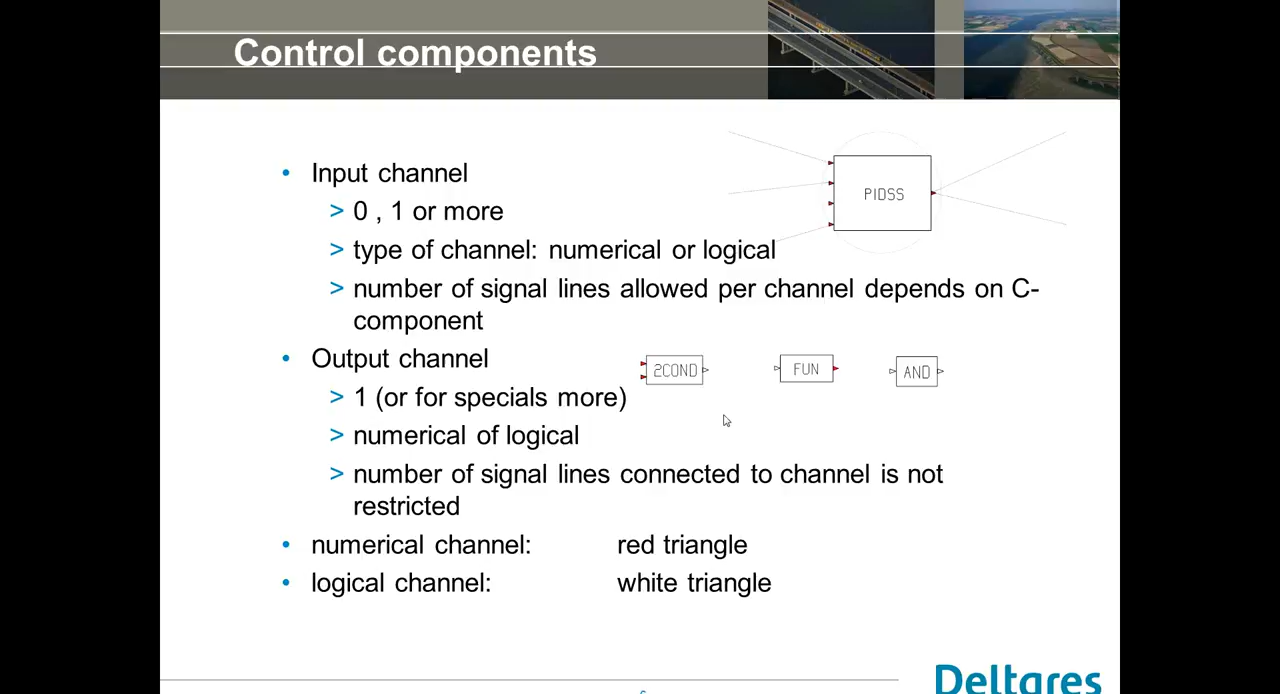 Control components
PIDSS
• Input channel
> 0 , 1 or more
> type of channel: numerical or logical
> number of signal lines allowed per channel depends on C-
component
• Output channel
2COND
FUN
AND
> 1 (or for specials more)
> numerical of logical
> number of signal lines connected to channel is not
restricted
• numerical channel: red triangle
• logical channel: white triangle
Deltares